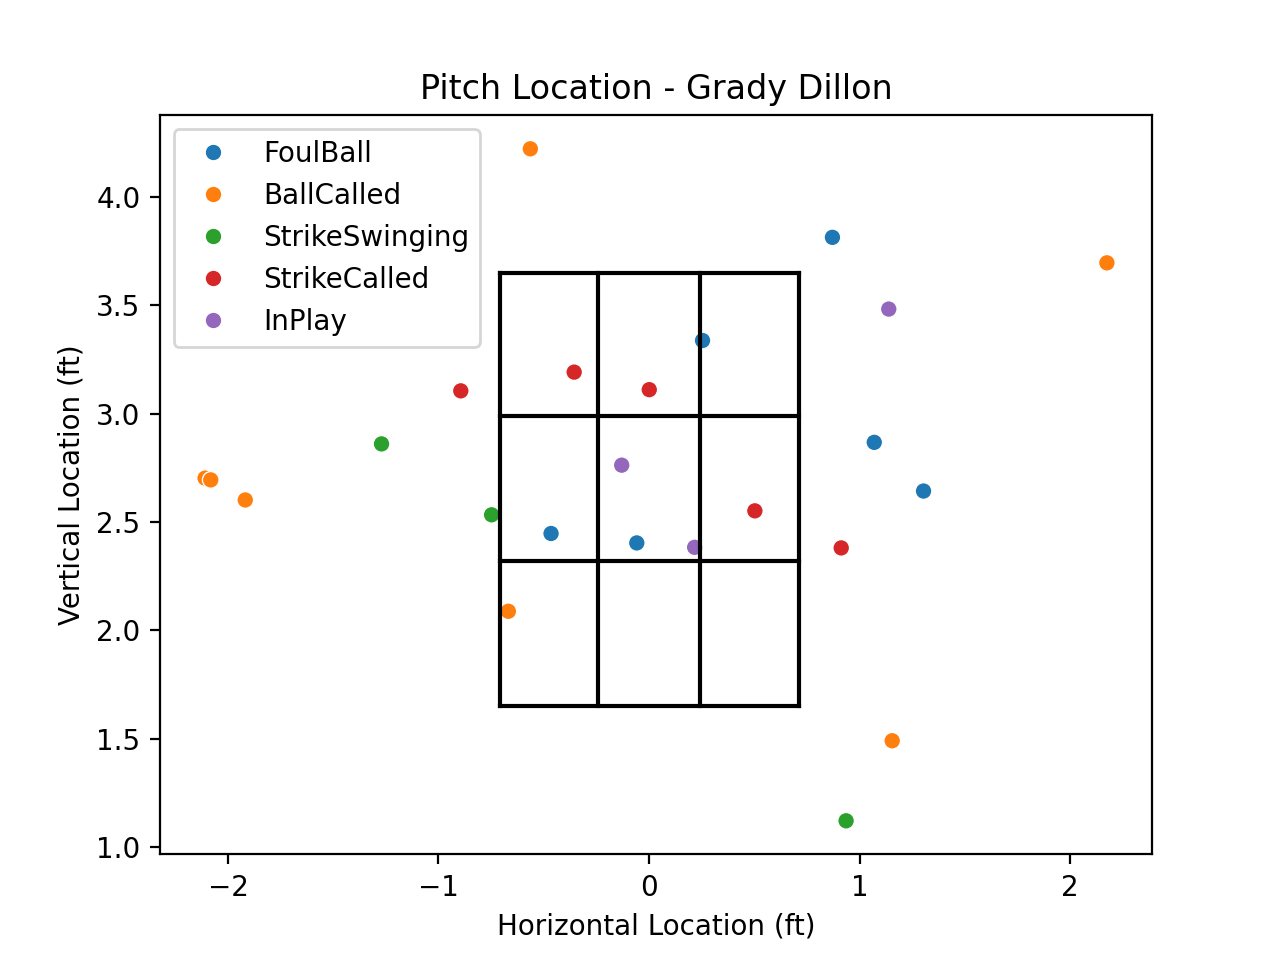 Pitch Location - Grady Dillon
FoulBall
BallCalled
StrikeSwinging
StrikeCalled
InPlay
4.0
3.5
3.0
2.5
2.0
1.5
1.0
Vertical Location (ft)
−2
−1
0
1
2
Horizontal Location (ft)